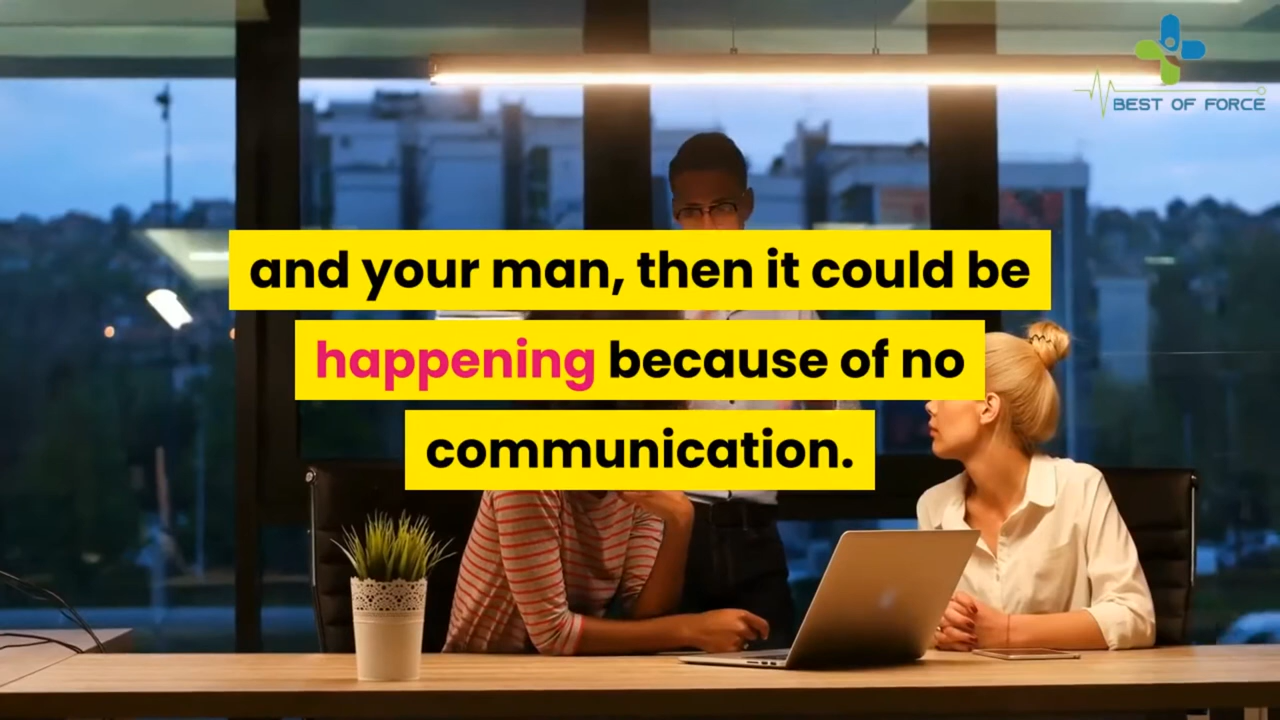 BEST OF FORCE
and your man, then it could be
happening because of no
communication.